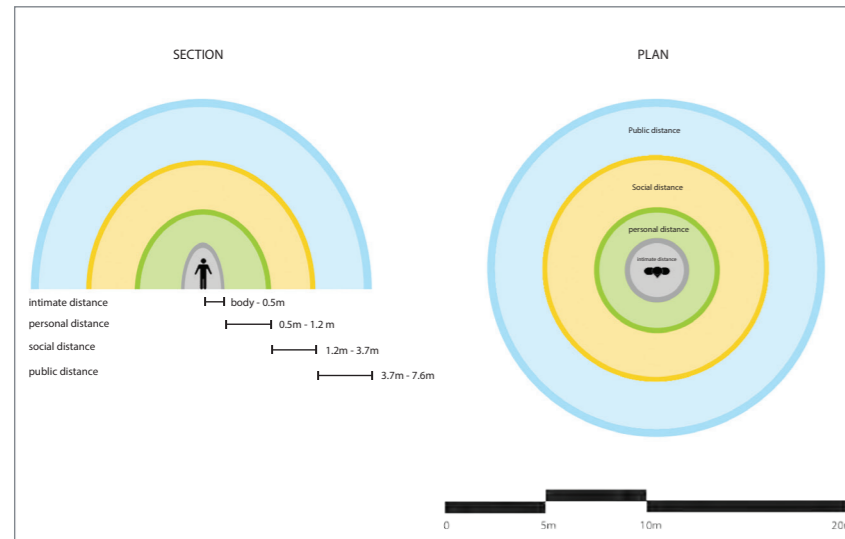 SECTION
PLAN
Public distance
Social distance
personal distance
intimate distance
intimate distance body - 0.5m
personal distance 0.5m - 1.2 m
social distance 1.2m - 3.7m
public distance 3.7m - 7.6m
0 5m 10m